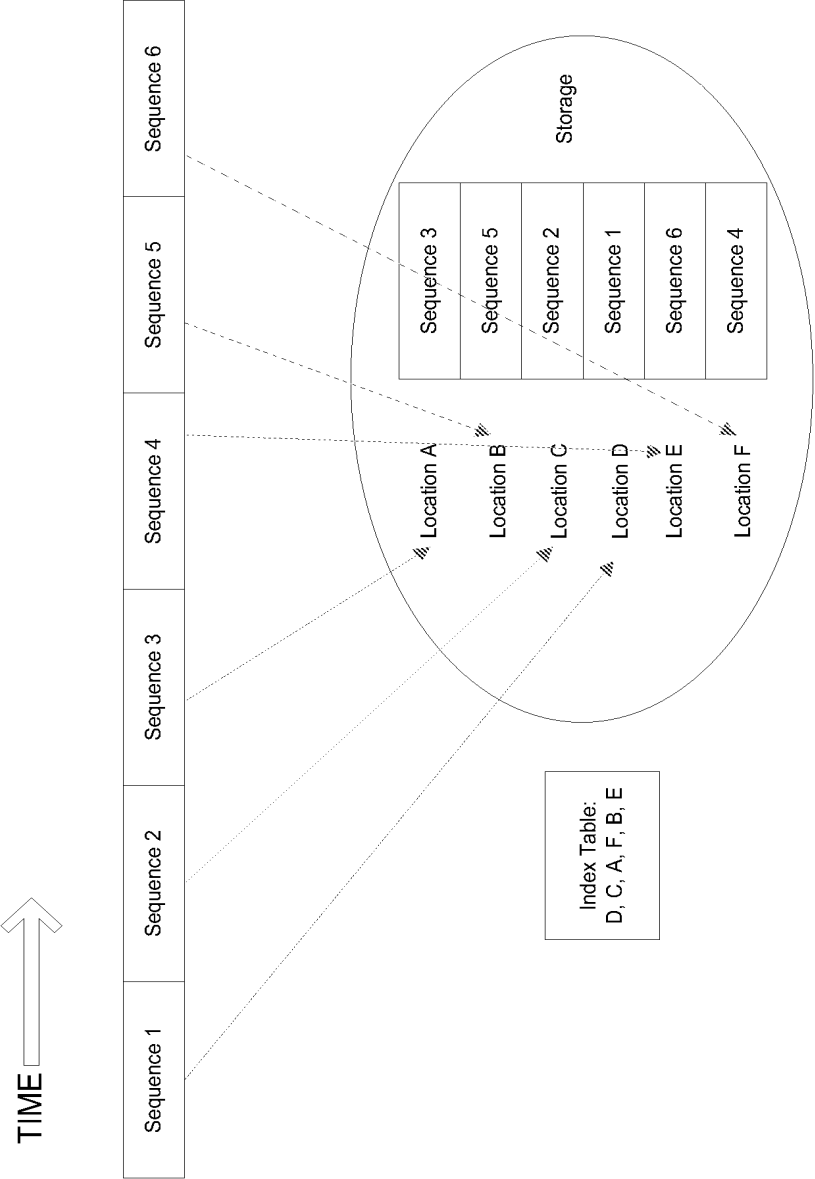 TIME
Sequence 1
Sequence 2
Sequence 3
Sequence 4
Sequence 5
Sequence 6
Location A
Sequence 3
Location B
Sequence 5
Location C
Sequence 2
Location D
Sequence 1
Location E
Sequence 6
Location F
Sequence 4
Storage
Index Table:
D, C, A, F, B, E